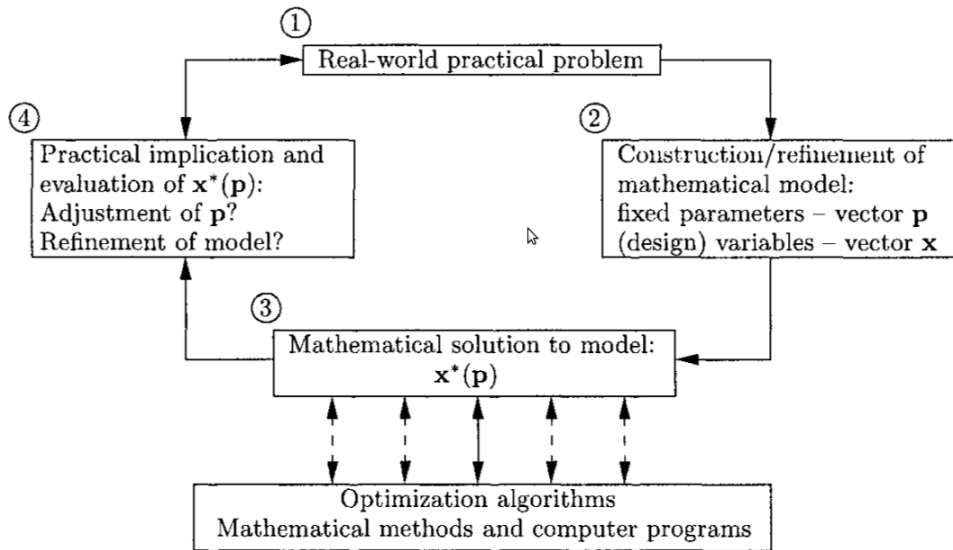 ①
Real-world practical problem
④
Practical implication and
evaluation of x*(p):
Adjustment of p?
Refinement of model?
②
Construction/refinement of
mathematical model:
fixed parameters – vector p
(design) variables – vector x
③
Mathematical solution to model:
x*(p)
Optimization algorithms
Mathematical methods and computer programs